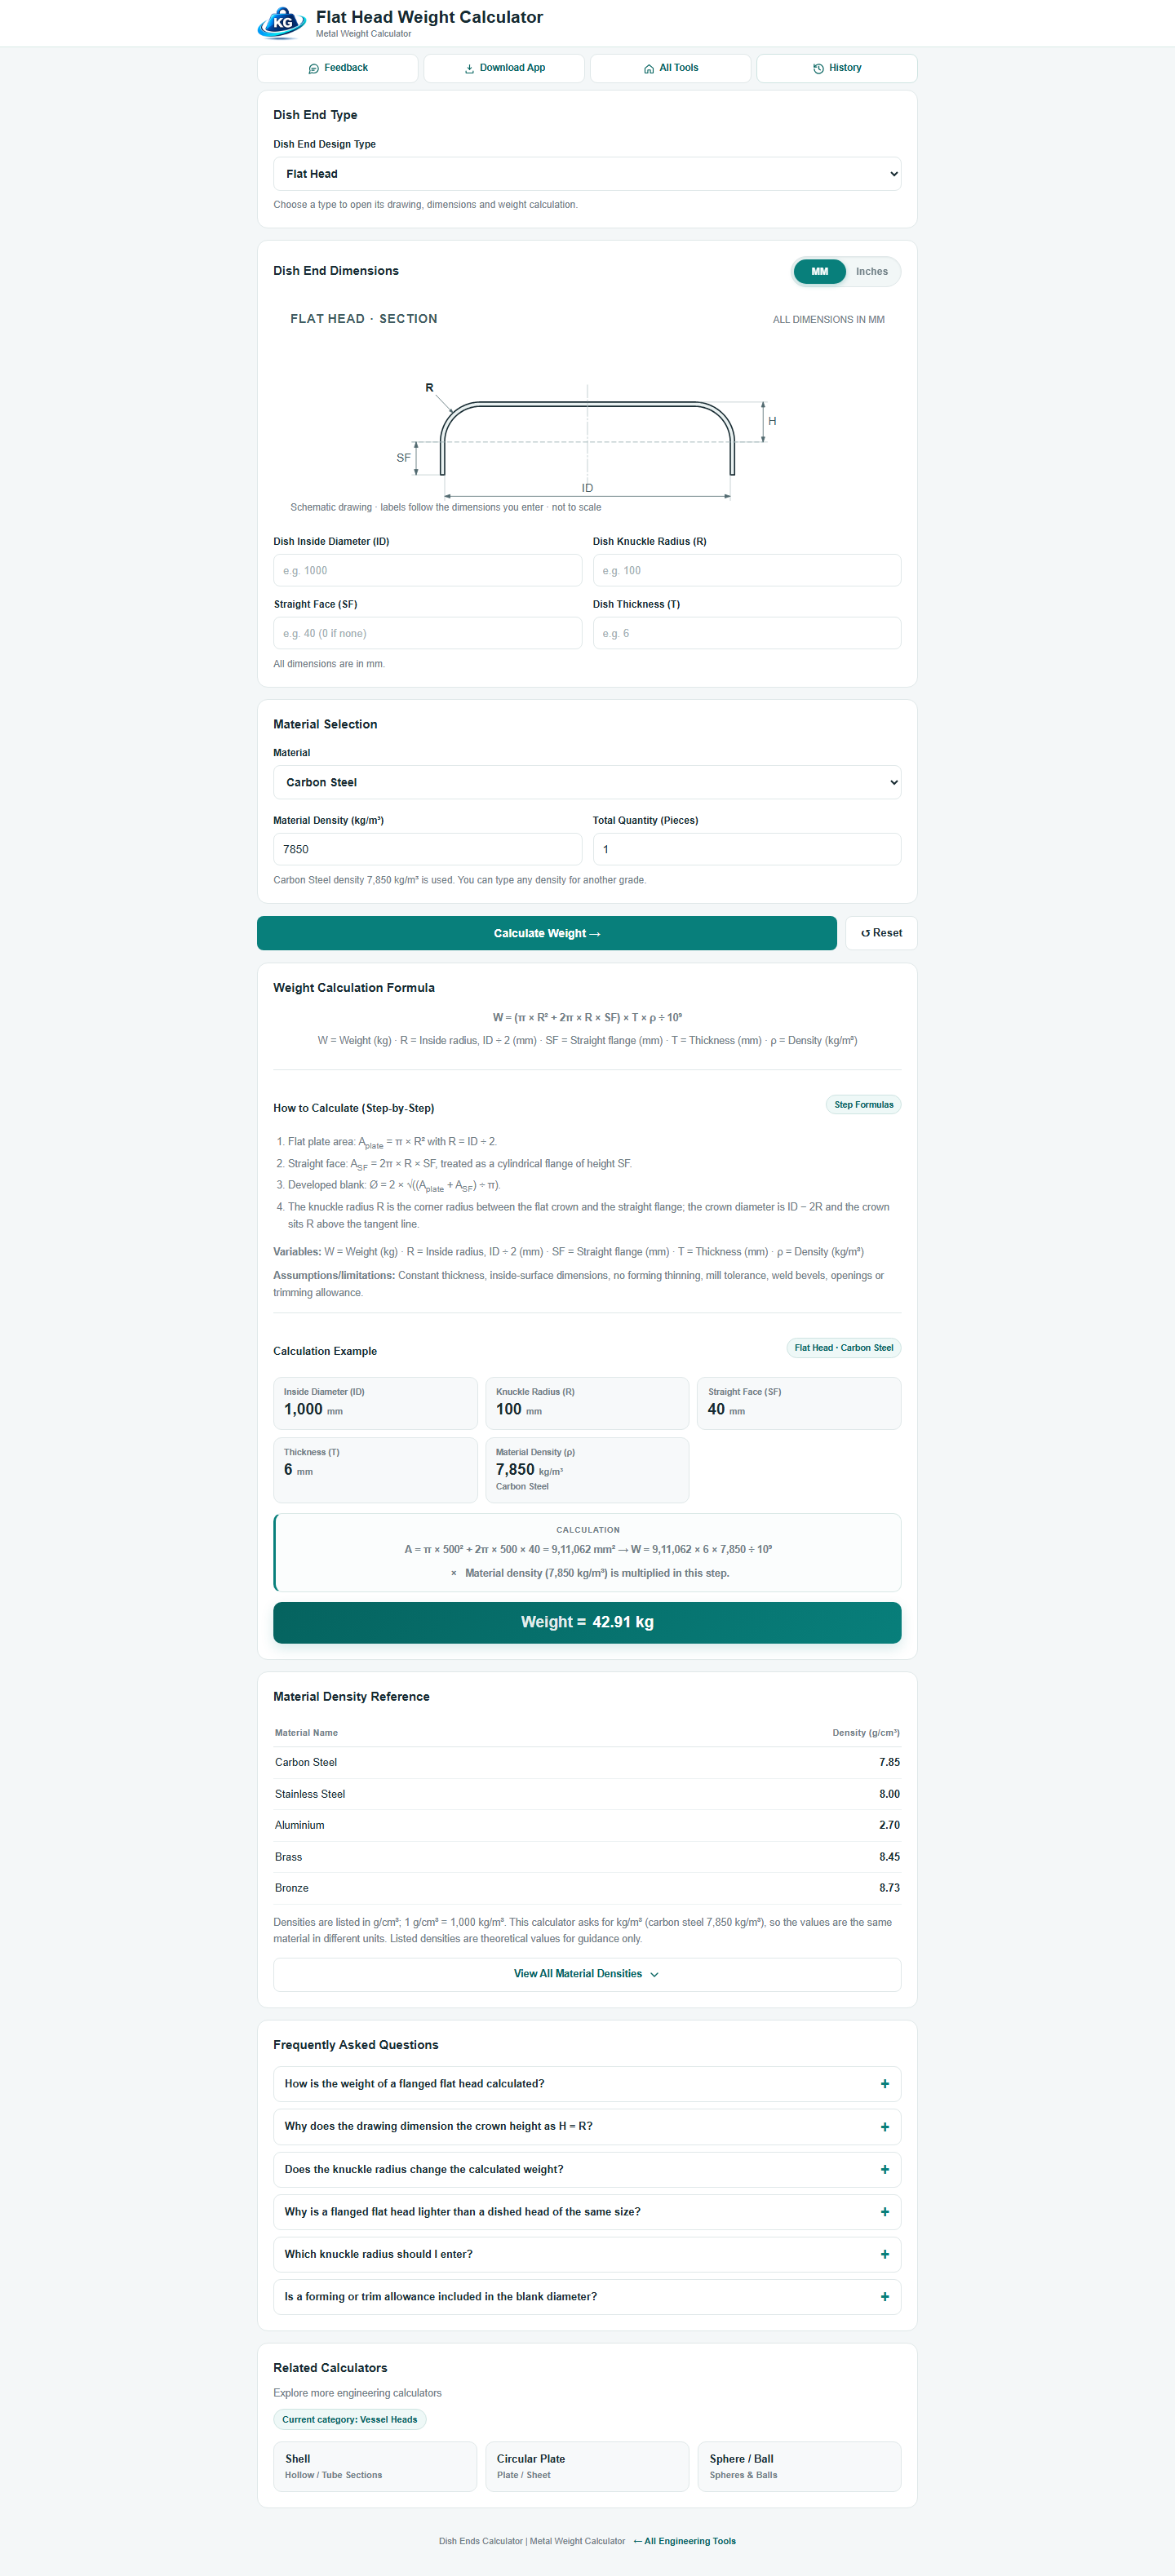 KG
Flat Head Weight Calculator
Metal Weight Calculator
Feedback
Download App
All Tools
History
Dish End Type
Dish End Design Type
Flat Head
Choose a type to open its drawing, dimensions and weight calculation.
Dish End Dimensions
MM
Inches
FLAT HEAD · SECTION
ALL DIMENSIONS IN MM
R
H
SF
ID
Schematic drawing · labels follow the dimensions you enter · not to scale
Dish Inside Diameter (ID)
Dish Knuckle Radius (R)
e.g. 1000
e.g. 100
Straight Face (SF)
Dish Thickness (T)
e.g. 40 (0 if none)
e.g. 6
All dimensions are in mm.
Material Selection
Material
Carbon Steel
Material Density (kg/m³)
Total Quantity (Pieces)
7850
1
Carbon Steel density 7,850 kg/m³ is used. You can type any density for another grade.
Calculate Weight →
↺ Reset
Weight Calculation Formula
W = (π × R² + 2π × R × SF) × T × ρ ÷ 10⁹
W = Weight (kg) · R = Inside radius, ID ÷ 2 (mm) · SF = Straight flange (mm) · T = Thickness (mm) · ρ = Density (kg/m³)
How to Calculate (Step-by-Step)
Step Formulas
1. Flat plate area: A_plate = π × R² with R = ID ÷ 2.
2. Straight face: A_SF = 2π × R × SF, treated as a cylindrical flange of height SF.
3. Developed blank: Ø = 2 × √((A_plate + A_SF) ÷ π).
4. The knuckle radius R is the corner radius between the flat crown and the straight flange; the crown diameter is ID − 2R and the crown
sits R above the tangent line.
Variables: W = Weight (kg) · R = Inside radius, ID ÷ 2 (mm) · SF = Straight flange (mm) · T = Thickness (mm) · ρ = Density (kg/m³)
Assumptions/limitations: Constant thickness, inside-surface dimensions, no forming thinning, mill tolerance, weld bevels, openings or
trimming allowance.
Calculation Example
Flat Head · Carbon Steel
Inside Diameter (ID)
1,000 mm
Knuckle Radius (R)
100 mm
Straight Face (SF)
40 mm
Thickness (T)
6 mm
Material Density (ρ)
7,850 kg/m³
Carbon Steel
CALCULATION
A = π × 500² + 2π × 500 × 40 = 9,11,062 mm² → W = 9,11,062 × 6 × 7,850 ÷ 10⁹
× Material density (7,850 kg/m³) is multiplied in this step.
Weight = 42.91 kg
Material Density Reference
Material Name
Density (g/cm³)
Carbon Steel
7.85
Stainless Steel
8.00
Aluminium
2.70
Brass
8.45
Bronze
8.73
Densities are listed in g/cm³; 1 g/cm³ = 1,000 kg/m³. This calculator asks for kg/m³ (carbon steel 7,850 kg/m³), so the values are the same
material in different units. Listed densities are theoretical values for guidance only.
View All Material Densities
Frequently Asked Questions
How is the weight of a flanged flat head calculated? +
Why does the drawing dimension the crown height as H = R? +
Does the knuckle radius change the calculated weight? +
Why is a flanged flat head lighter than a dished head of the same size? +
Which knuckle radius should I enter? +
Is a forming or trim allowance included in the blank diameter? +
Related Calculators
Explore more engineering calculators
Current category: Vessel Heads
Shell
Hollow / Tube Sections
Circular Plate
Plate / Sheet
Sphere / Ball
Spheres & Balls
Dish Ends Calculator | Metal Weight Calculator ← All Engineering Tools